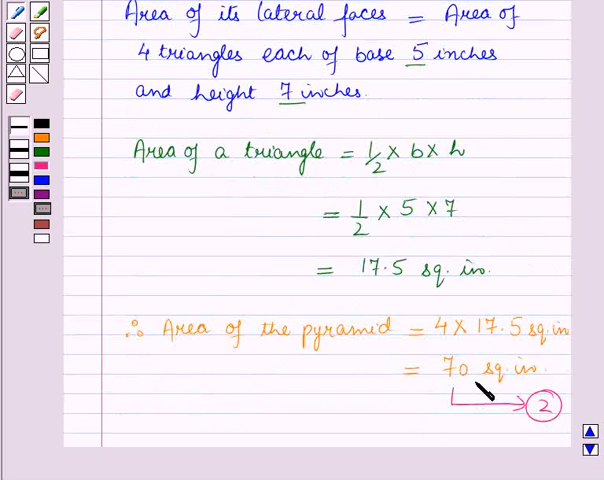 Area of its lateral faces = Area of
4 triangles each of base 5 inches
and height 7 inches.
Area of a triangle = 1/2 × b × h
= 1/2 × 5 × 7
= 17.5 sq. in.
∴ Area of the pyramid = 4 × 17.5 sq. in
= 70 sq. in.
2